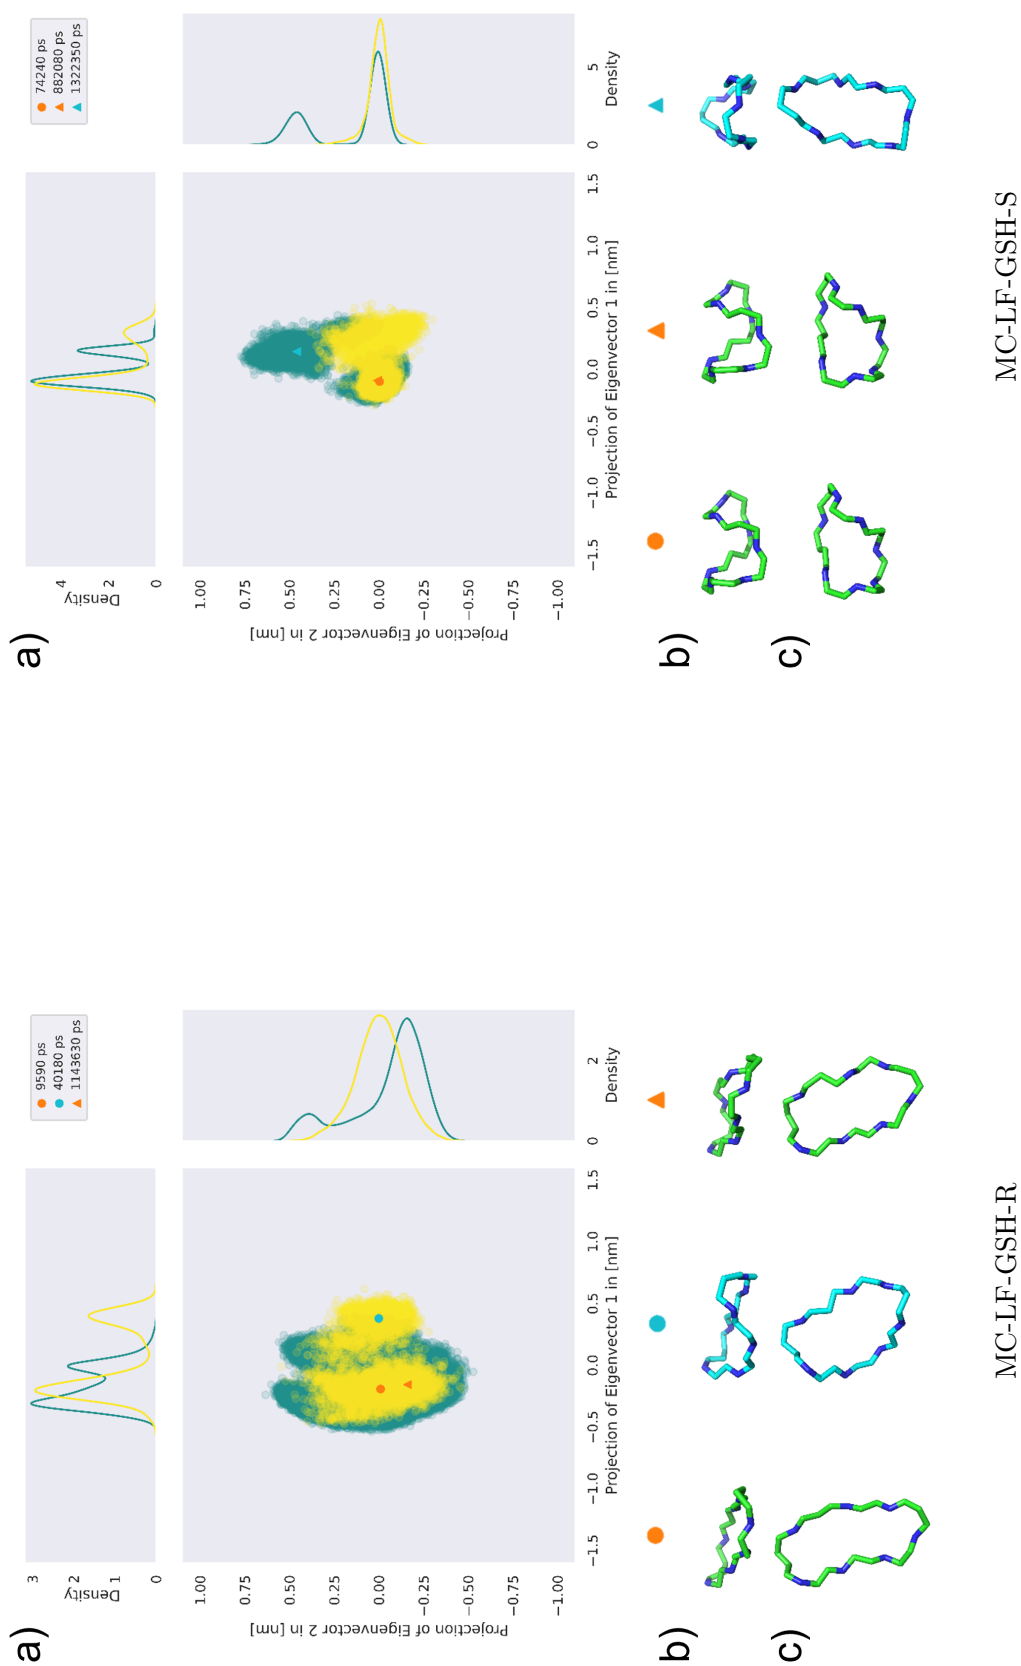 a)
3
2
1
0
Density
9590 ps
40180 ps
1143630 ps
1.00
0.75
0.50
0.25
0.00
−0.25
−0.50
−0.75
−1.00
Projection of Eigenvector 2 in [nm]
−1.5 −1.0 −0.5 0.0 0.5 1.0 1.5
Projection of Eigenvector 1 in [nm]
0 2
Density
b)
c)
MC-LF-GSH-R
a)
4
2
0
Density
74240 ps
882080 ps
1322350 ps
1.00
0.75
0.50
0.25
0.00
−0.25
−0.50
−0.75
−1.00
Projection of Eigenvector 2 in [nm]
−1.5 −1.0 −0.5 0.0 0.5 1.0 1.5
Projection of Eigenvector 1 in [nm]
0 5
Density
b)
c)
MC-LF-GSH-S